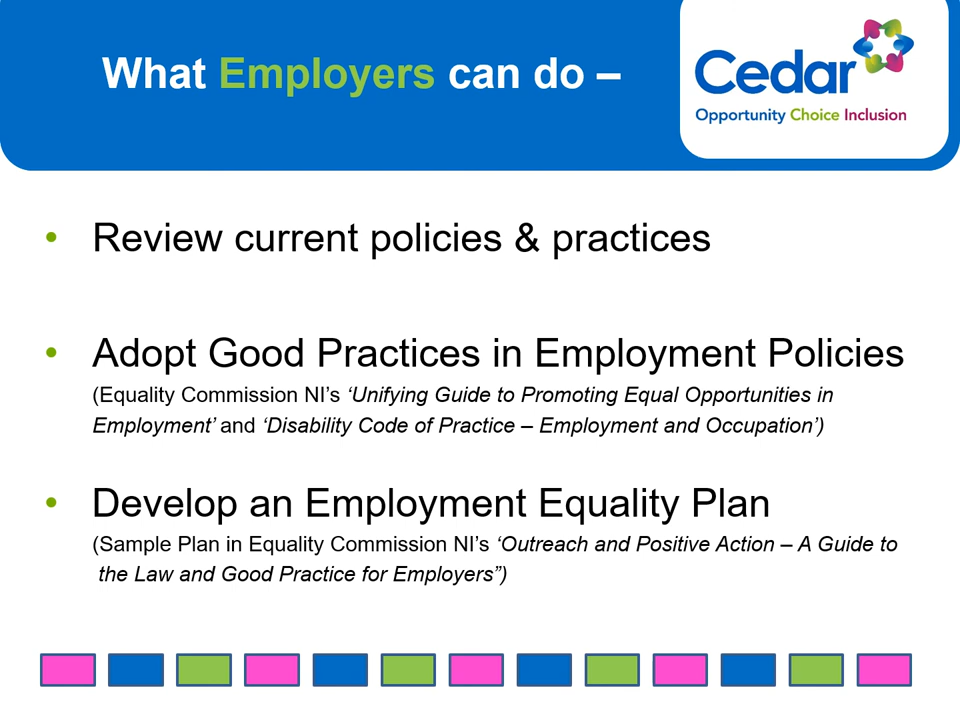 What Employers can do –
Cedar
Opportunity Choice Inclusion
• Review current policies & practices
• Adopt Good Practices in Employment Policies
(Equality Commission NI’s ‘Unifying Guide to Promoting Equal Opportunities in
Employment’ and ‘Disability Code of Practice – Employment and Occupation’)
• Develop an Employment Equality Plan
(Sample Plan in Equality Commission NI’s ‘Outreach and Positive Action – A Guide to
the Law and Good Practice for Employers”)